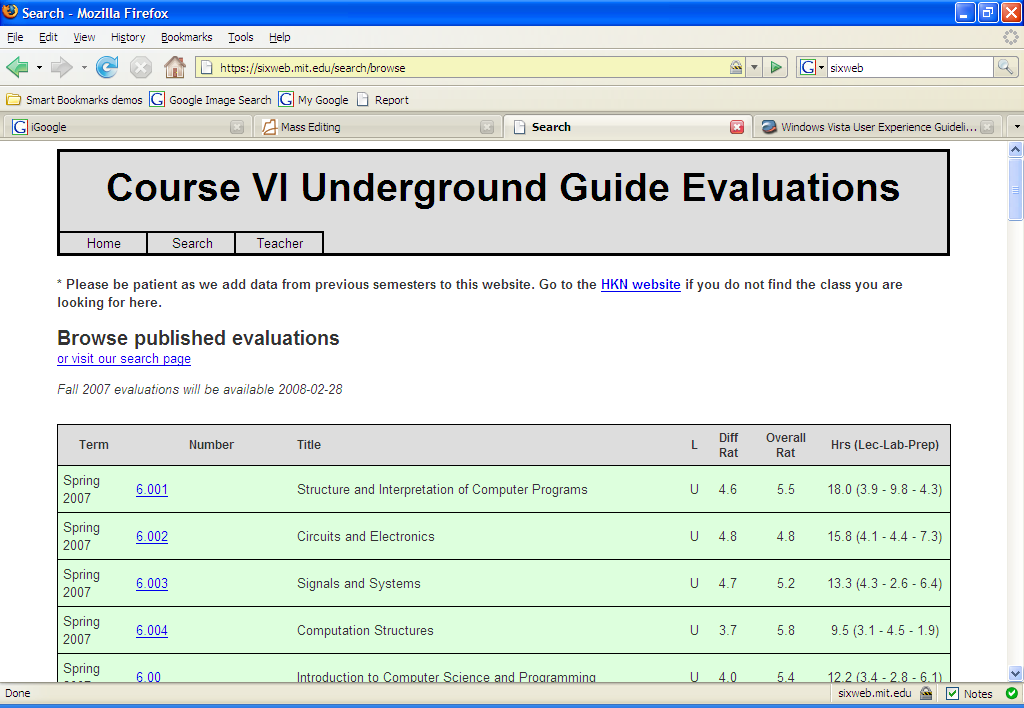 Search - Mozilla Firefox
File Edit View History Bookmarks Tools Help
https://sixweb.mit.edu/search/browse
G sixweb
Smart Bookmarks demos G Google Image Search G My Google Report
G iGoogle Mass Editing Search Windows Vista User Experience Guideli...
Course VI Underground Guide Evaluations
Home Search Teacher
* Please be patient as we add data from previous semesters to this website. Go to the HKN website if you do not find the class you are
looking for here.
Browse published evaluations
or visit our search page
Fall 2007 evaluations will be available 2008-02-28
Term Number Title L Diff Rat Overall Rat Hrs (Lec-Lab-Prep)
Spring 2007 6.001 Structure and Interpretation of Computer Programs U 4.6 5.5 18.0 (3.9 - 9.8 - 4.3)
Spring 2007 6.002 Circuits and Electronics U 4.8 4.8 15.8 (4.1 - 4.4 - 7.3)
Spring 2007 6.003 Signals and Systems U 4.7 5.2 13.3 (4.3 - 2.6 - 6.4)
Spring 2007 6.004 Computation Structures U 3.7 5.8 9.5 (3.1 - 4.5 - 1.9)
Spring 6.00 Introduction to Computer Science and Programming U 4.0 5.4 12.2 (3.4 - 2.8 - 6.1)
Done sixweb.mit.edu Notes